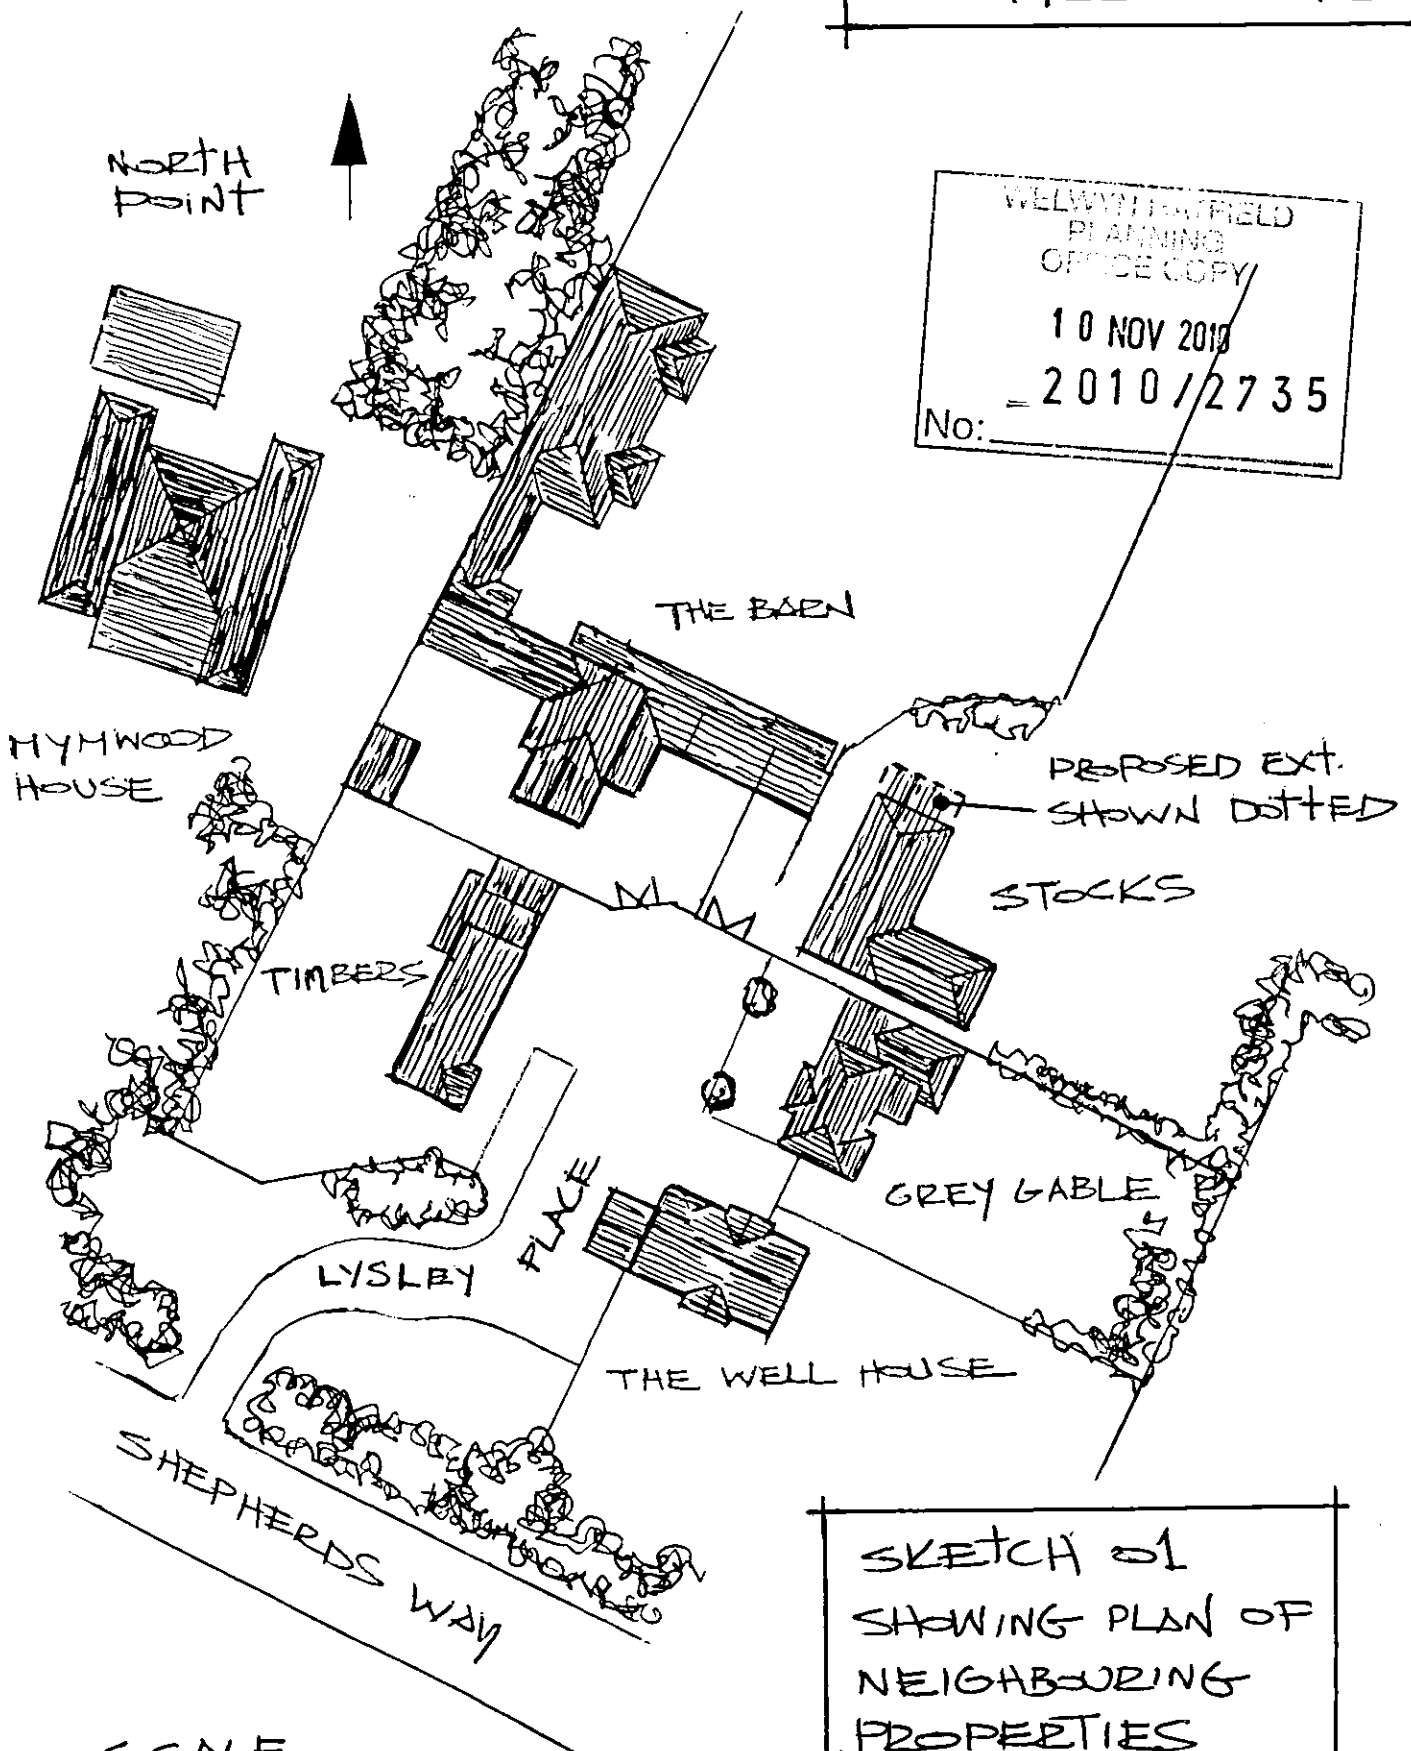 NORTH
POINT
WELWYN HATFIELD
PLANNING
OFFICE COPY
10 NOV 2010
2010/2735
No:
THE BARN
MYMWOOD
HOUSE
PROPOSED EXT.
SHOWN DOTTED
STOCKS
TIMBERS
GREY GABLE
PLACE
LYSLEY
THE WELL HOUSE
SHEPHERDS WAY
SKETCH 01
SHOWING PLAN OF
NEIGHBOURING
PROPERTIES
SCALE